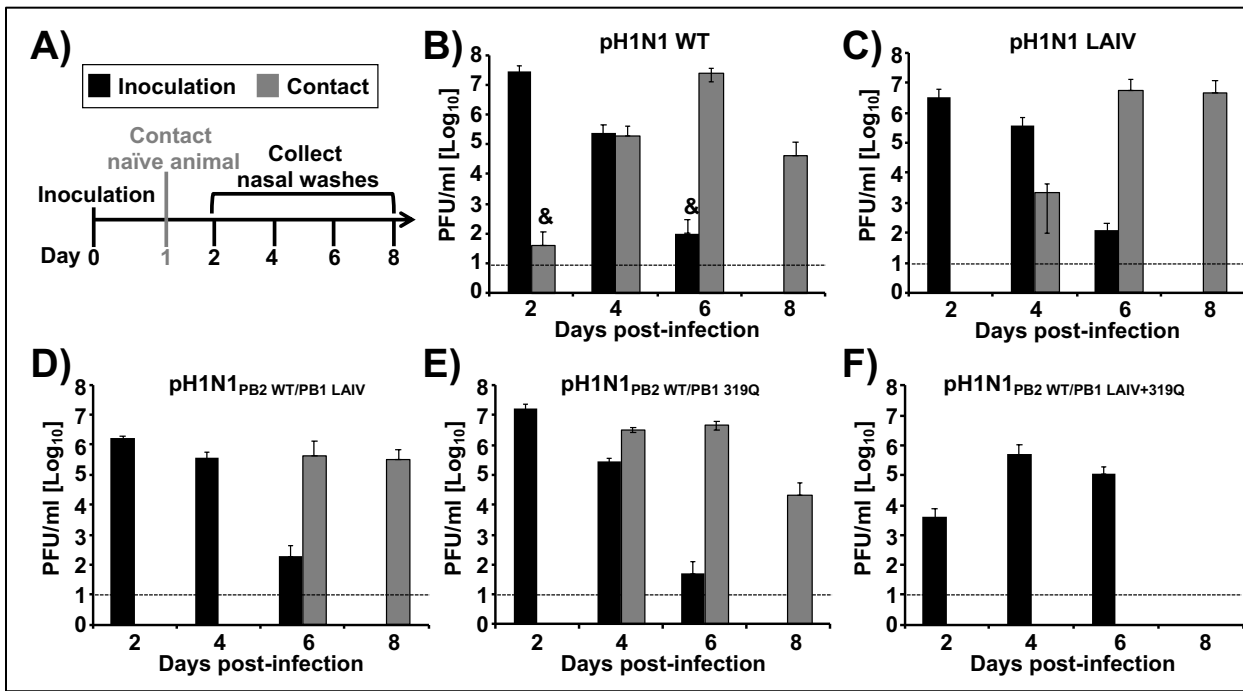 A)
Inoculation Contact
Contact
naïve animal
Collect
nasal washes
Inoculation
Day 0 1 2 4 6 8
B)
pH1N1 WT
PFU/ml [Log10]
8
7
6
5
4
3
2
1
0
&
&
2 4 6 8
Days post-infection
C)
pH1N1 LAIV
PFU/ml [Log10]
8
7
6
5
4
3
2
1
0
2 4 6 8
Days post-infection
D)
pH1N1PB2 WT/PB1 LAIV
PFU/ml [Log10]
8
7
6
5
4
3
2
1
0
2 4 6 8
Days post-infection
E)
pH1N1PB2 WT/PB1 319Q
PFU/ml [Log10]
8
7
6
5
4
3
2
1
0
2 4 6 8
Days post-infection
F)
pH1N1PB2 WT/PB1 LAIV+319Q
PFU/ml [Log10]
8
7
6
5
4
3
2
1
0
2 4 6 8
Days post-infection